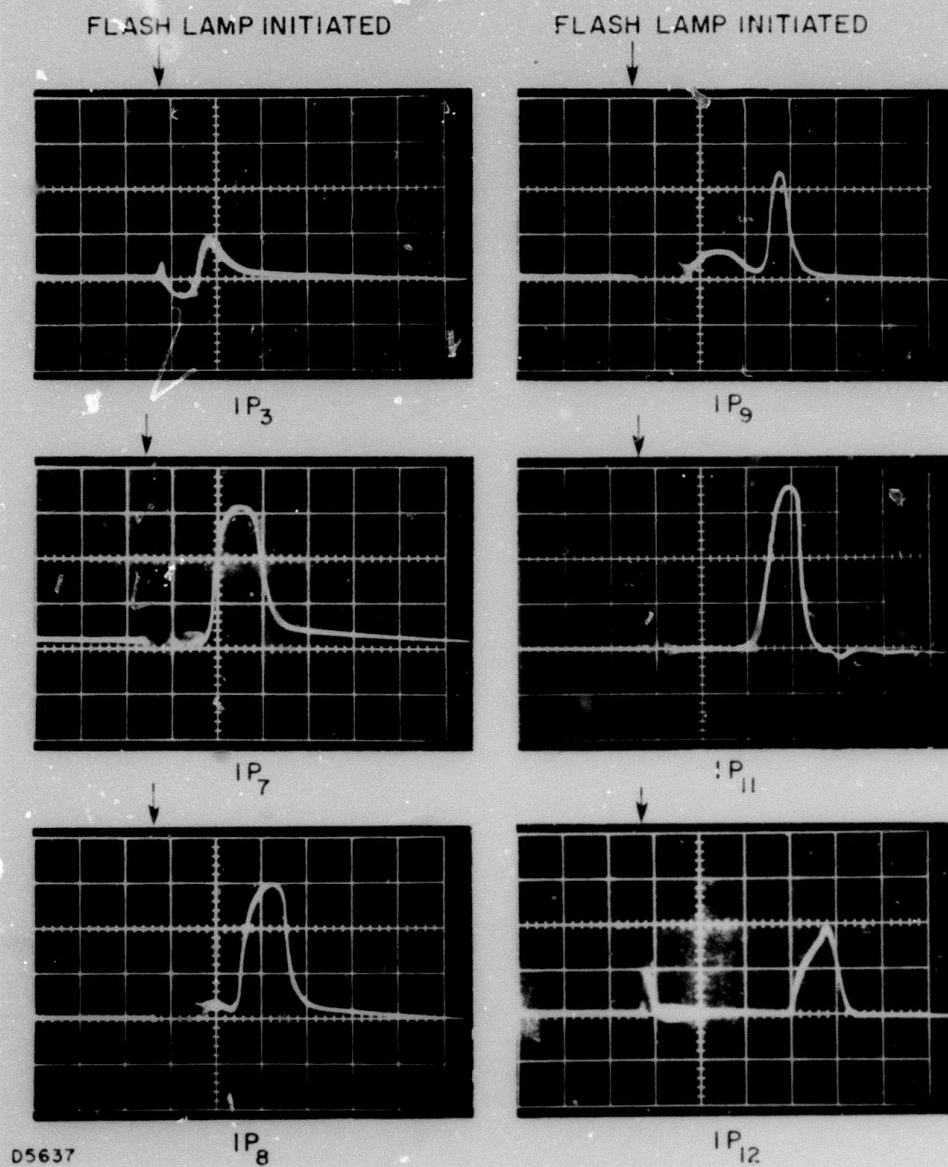 FLASH LAMP INITIATED
FLASH LAMP INITIATED
IP3
IP9
IP7
IP11
IP8
IP12
D5637